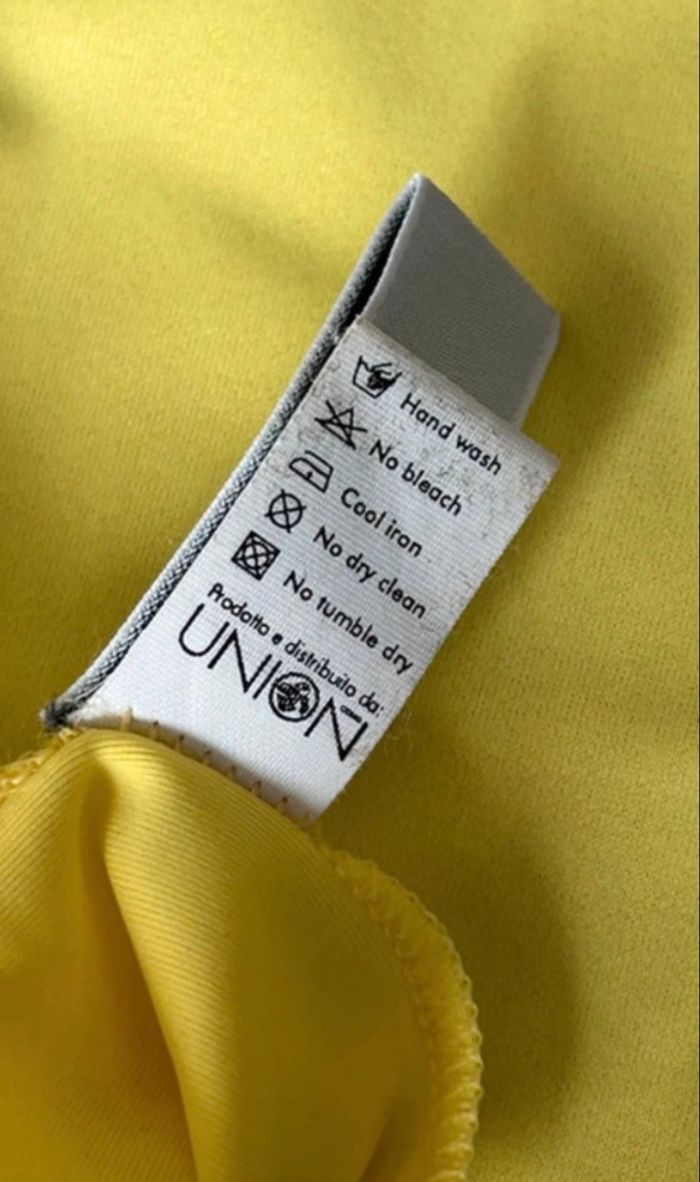 Hand wash
No bleach
Cool iron
No dry clean
No tumble dry
Prodotto e distribuito da:
UNION